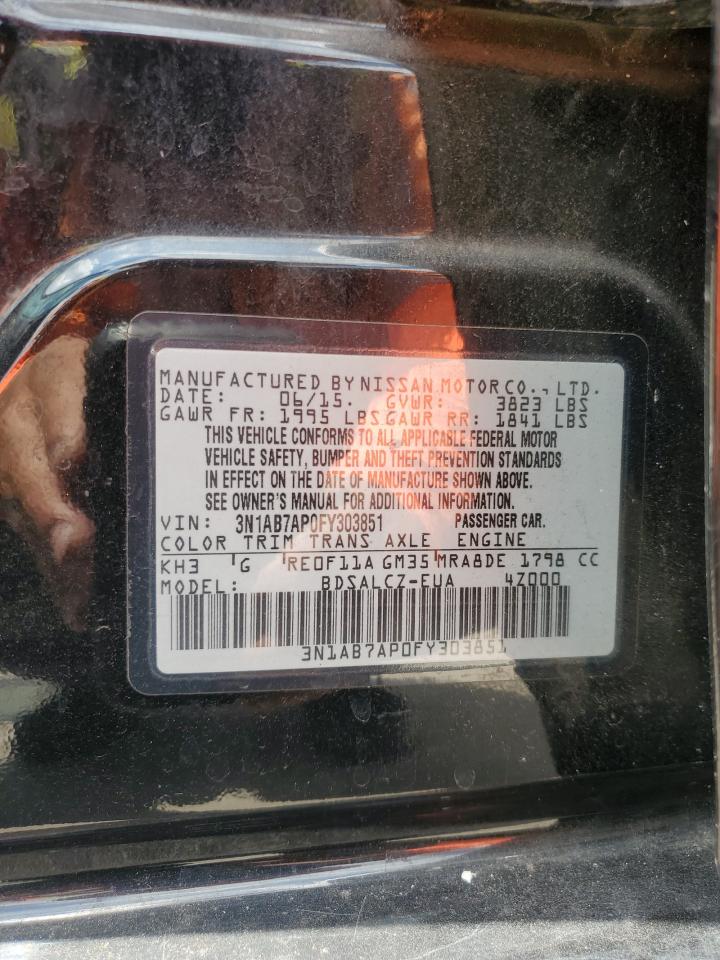 MANUFACTURED BY NISSAN MOTOR CO., LTD.
DATE: 06/15. GVWR: 3823 LBS
GAWR FR: 1995 LBS GAWR RR: 1841 LBS
THIS VEHICLE CONFORMS TO ALL APPLICABLE FEDERAL MOTOR
VEHICLE SAFETY, BUMPER AND THEFT PREVENTION STANDARDS
IN EFFECT ON THE DATE OF MANUFACTURE SHOWN ABOVE.
SEE OWNER'S MANUAL FOR ADDITIONAL INFORMATION.
VIN: 3N1AB7AP0FY303851 PASSENGER CAR.
COLOR TRIM TRANS AXLE ENGINE
KH3 G RE0F11A GM35 MRA8DE 1798 CC
MODEL: BDSALCZ-EUA 4Z000
3N1AB7AP0FY303851